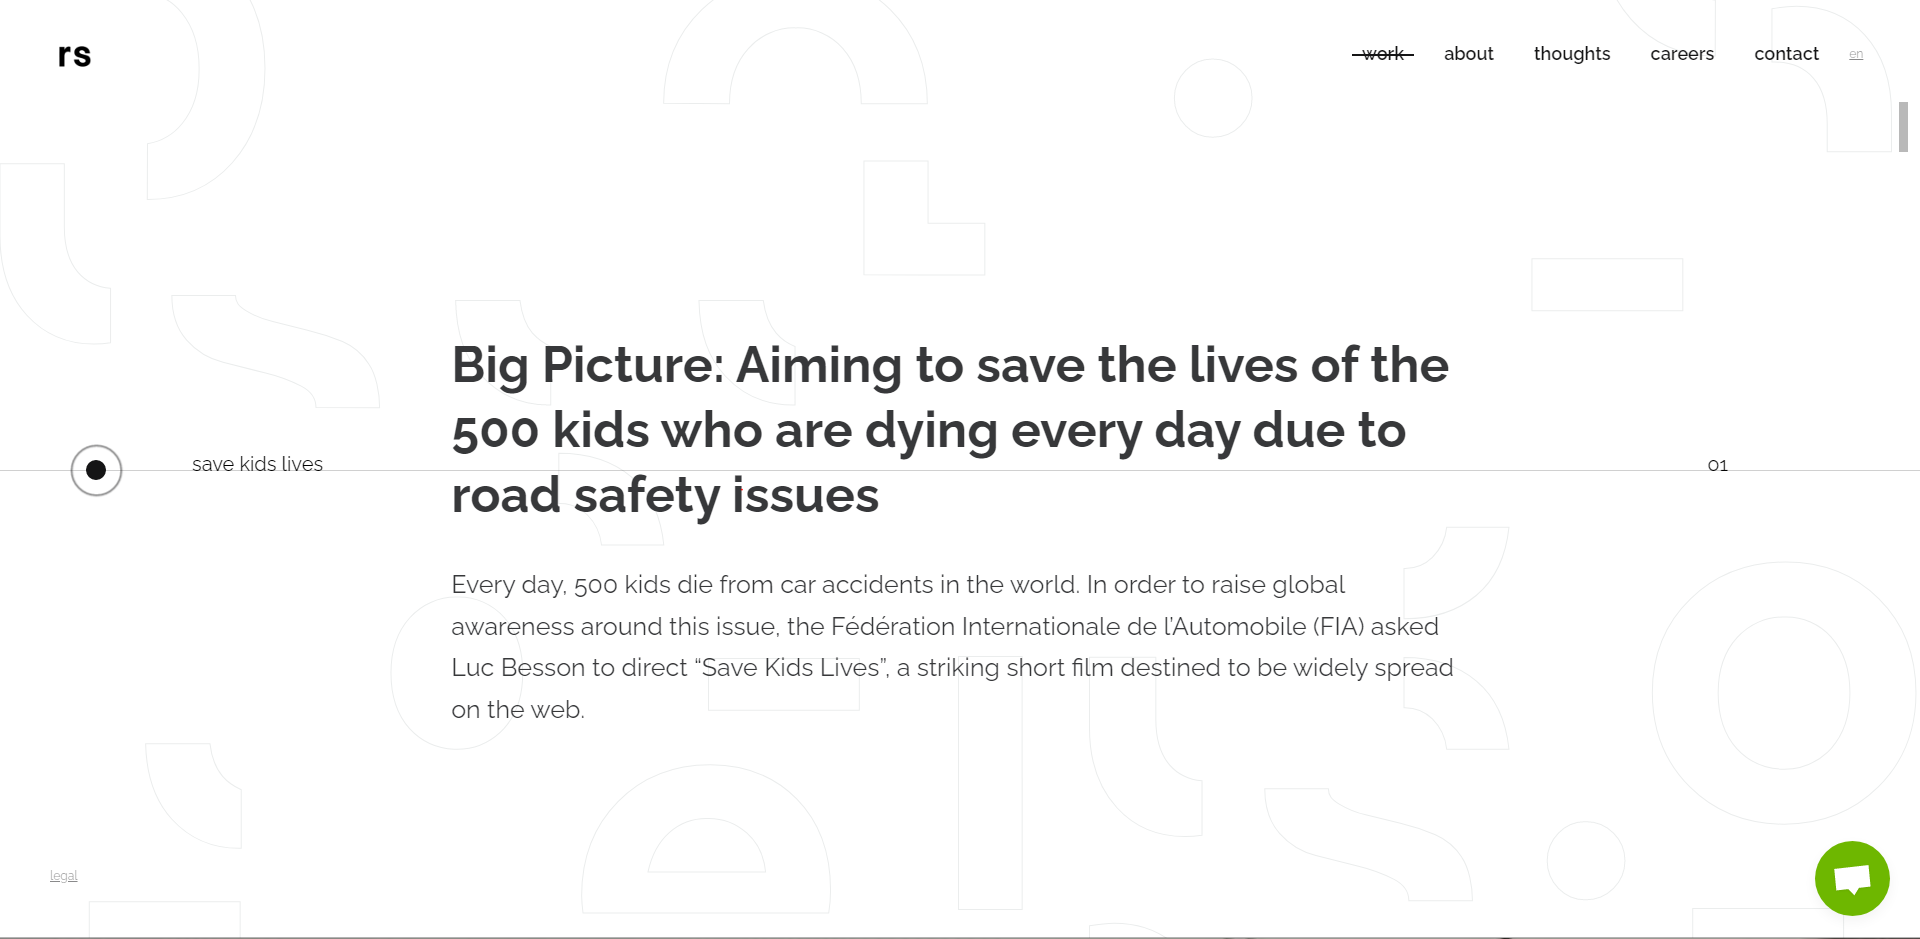 rs
work
about
thoughts
careers
contact
en
Big Picture: Aiming to save the lives of the
500 kids who are dying every day due to
road safety issues
save kids lives
01
Every day, 500 kids die from car accidents in the world. In order to raise global
awareness around this issue, the Fédération Internationale de l’Automobile (FIA) asked
Luc Besson to direct “Save Kids Lives”, a striking short film destined to be widely spread
on the web.
legal